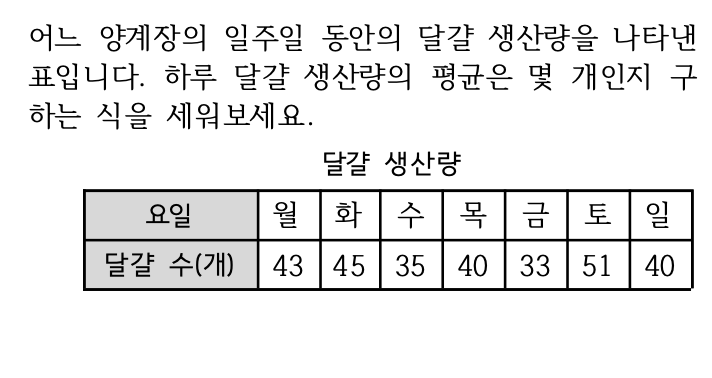 어느 양계장의 일주일 동안의 달걀 생산량을 나타낸
표입니다. 하루 달걀 생산량의 평균은 몇 개인지 구
하는 식을 세워보세요.
달걀 생산량
요일 월 화 수 목 금 토 일
달걀 수(개) 43 45 35 40 33 51 40